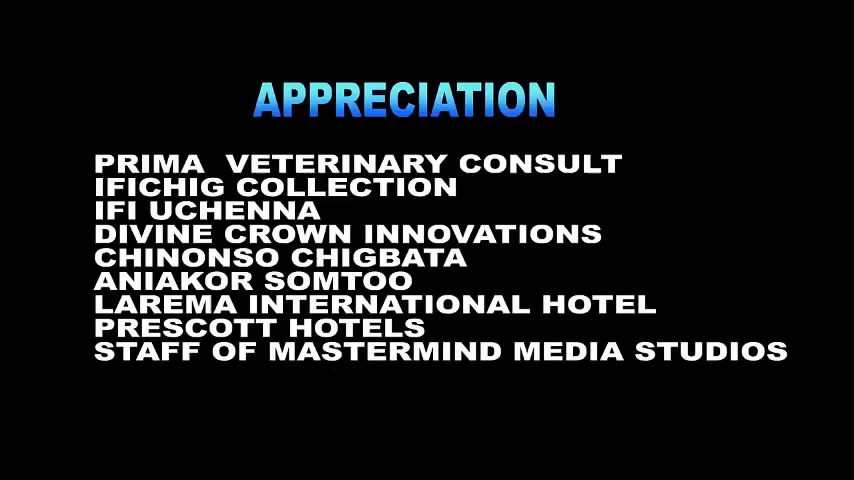 APPRECIATION
PRIMA VETERINARY CONSULT
IFICHIG COLLECTION
IFI UCHENNA
DIVINE CROWN INNOVATIONS
CHINONSO CHIGBATA
ANIAKOR SOMTOO
LAREMA INTERNATIONAL HOTEL
PRESCOTT HOTELS
STAFF OF MASTERMIND MEDIA STUDIOS